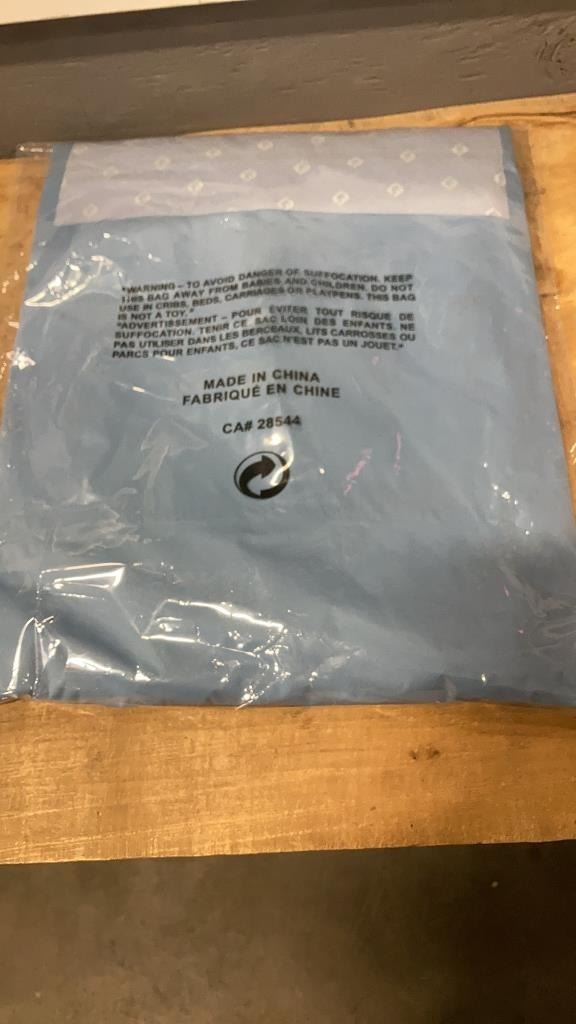 "WARNING – TO AVOID DANGER OF SUFFOCATION, KEEP
THIS BAG AWAY FROM BABIES AND CHILDREN. DO NOT
USE IN CRIBS, BEDS, CARRIAGES OR PLAYPENS. THIS BAG
IS NOT A TOY."
"ADVERTISSEMENT – POUR ÉVITER TOUT RISQUE DE
SUFFOCATION, TENIR CE SAC LOIN DES ENFANTS. NE
PAS UTILISER DANS LES BERCEAUX, LITS CARROSSES OU
PARCS POUR ENFANTS, CE SAC N'EST PAS UN JOUET."
MADE IN CHINA
FABRIQUÉ EN CHINE
CA# 28544